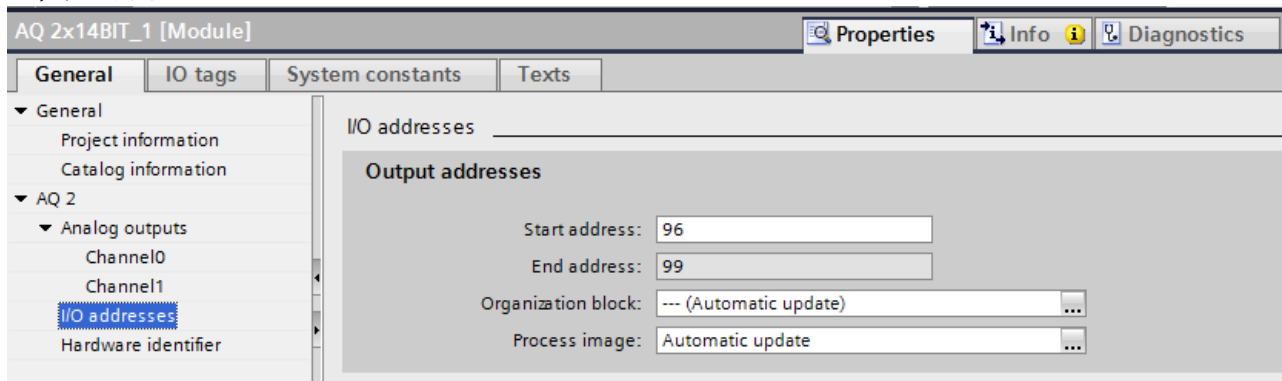 AQ 2x14BIT_1 [Module]
Properties
Info
Diagnostics
General
IO tags
System constants
Texts
General
Project information
Catalog information
AQ 2
Analog outputs
Channel0
Channel1
I/O addresses
Hardware identifier
I/O addresses
Output addresses
Start address: 96
End address: 99
Organization block: --- (Automatic update) ...
Process image: Automatic update ...